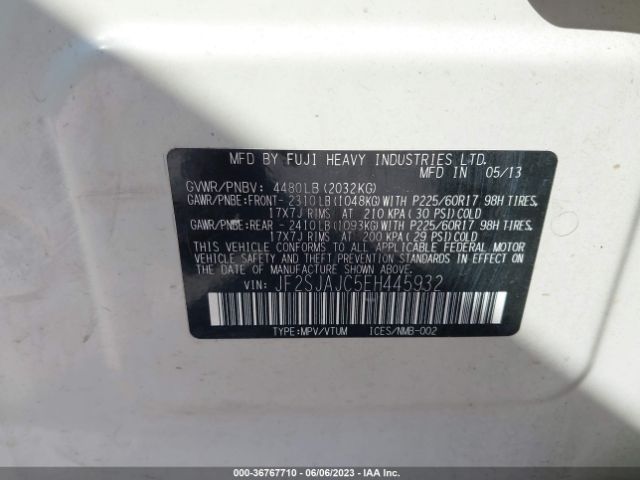 MFD BY FUJI HEAVY INDUSTRIES LTD.
MFD IN 05/13
GVWR/PNBV: 4480LB (2032KG)
GAWR/PNBE:FRONT- 2310LB(1048KG)WITH P225/60R17 98H TIRES,
17X7J RIMS AT 210 KPA(30 PSI)COLD
GAWR/PNBE:REAR - 2410LB(1093KG)WITH P225/60R17 98H TIRES,
17X7J RIMS AT 200 KPA(29 PSI)COLD
THIS VEHICLE CONFORMS TO ALL APPLICABLE FEDERAL MOTOR
VEHICLE SAFETY, BUMPER, AND THEFT PREVENTION
STANDARDS IN EFFECT ON THE DATE OF MANUFACTURE
SHOWN ABOVE.
VIN: JF2SJAJC5EH445932
TYPE:MPV/VTUM ICES/NMB-002
000-36767710 - 06/06/2023 - IAAI.com